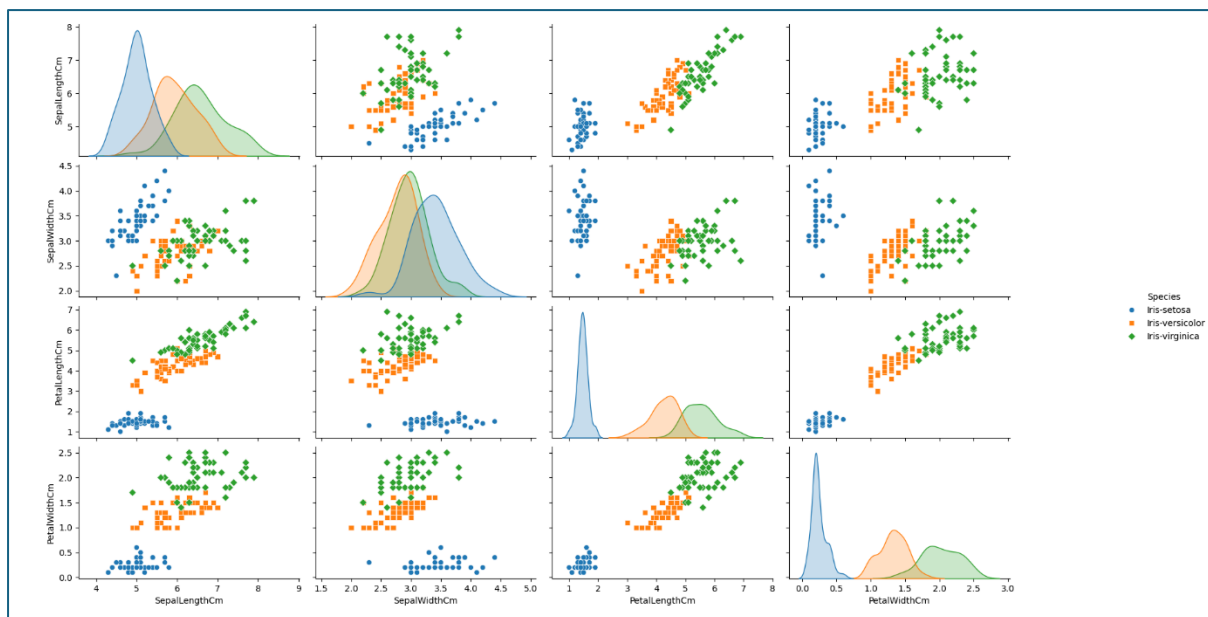 8
7
6
5
SepalLengthCm
4.5
4.0
3.5
3.0
2.5
2.0
SepalWidthCm
7
6
5
4
3
2
1
PetalLengthCm
2.5
2.0
1.5
1.0
0.5
0.0
PetalWidthCm
4 5 6 7 8 9
SepalLengthCm
1.5 2.0 2.5 3.0 3.5 4.0 4.5 5.0
SepalWidthCm
1 2 3 4 5 6 7 8
PetalLengthCm
0.0 0.5 1.0 1.5 2.0 2.5 3.0
PetalWidthCm
Species
Iris-setosa
Iris-versicolor
Iris-virginica